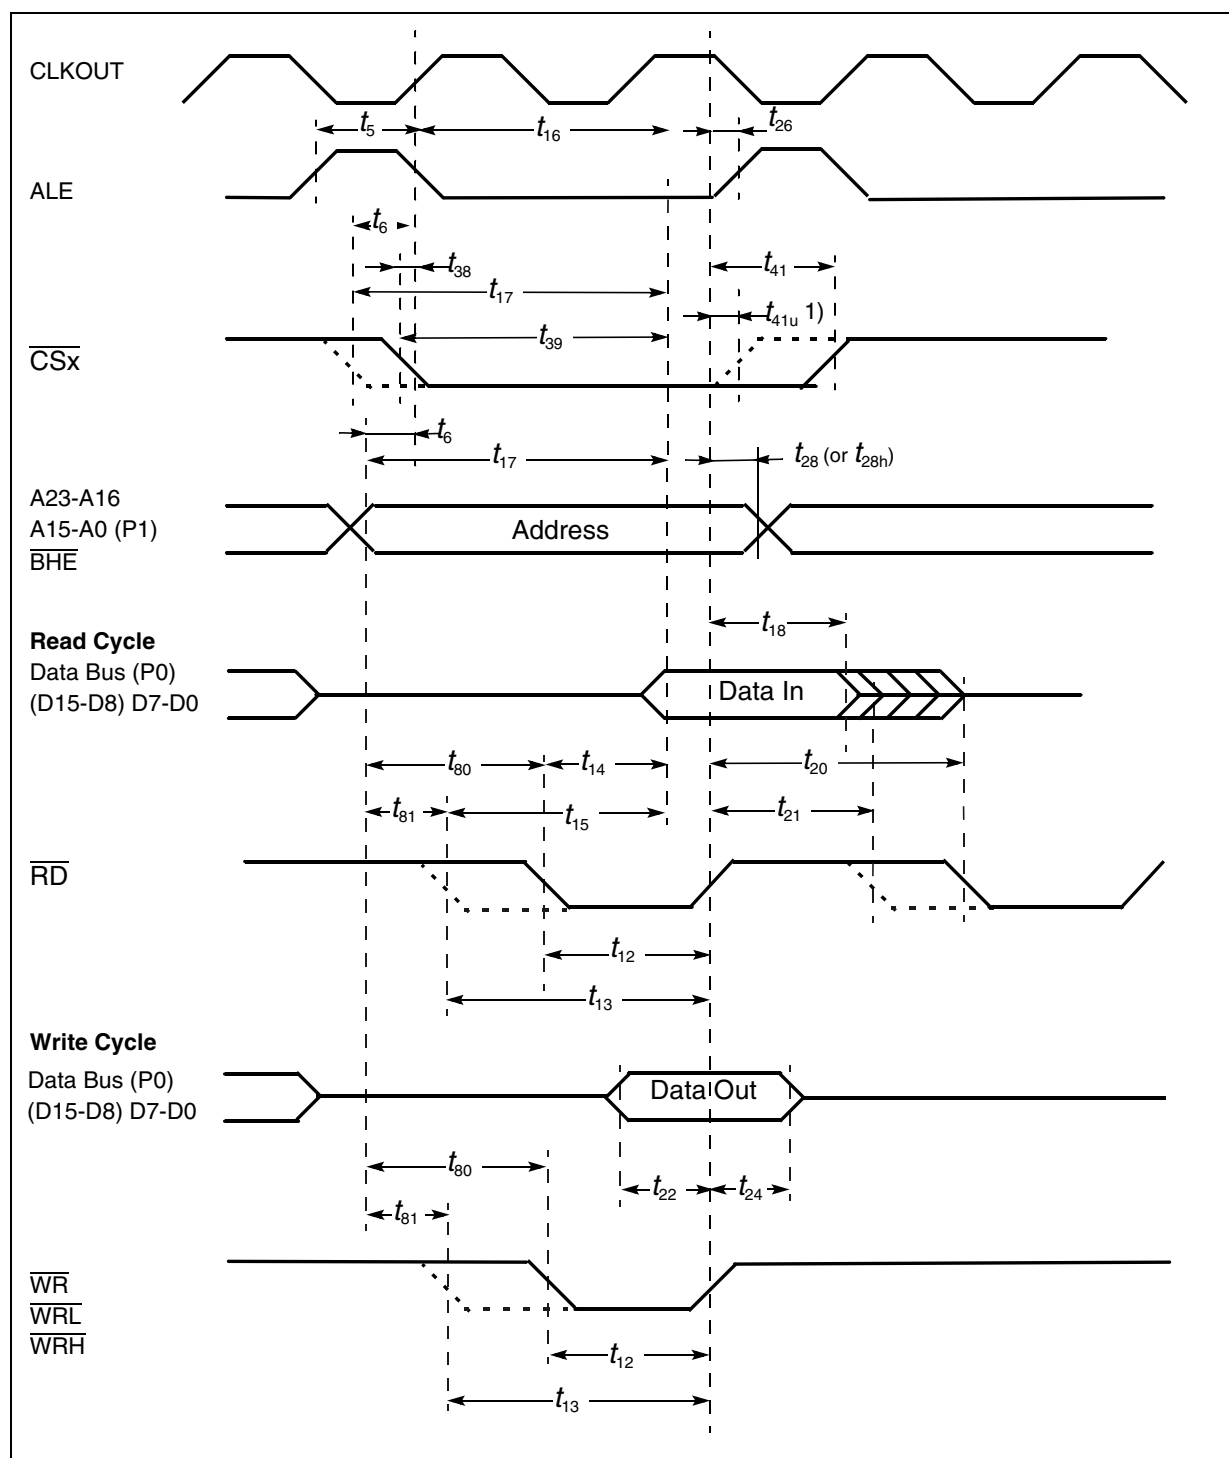 CLKOUT
t5 t16 t26
ALE
t6
t38 t41
t17
t41u 1)
t39
CSx
t6
t17 t28 (or t28h)
A23-A16
A15-A0 (P1) Address
BHE
t18
Read Cycle
Data Bus (P0)
(D15-D8) D7-D0 Data In
t80 t14 t20
t81 t15 t21
RD
t12
t13
Write Cycle
Data Bus (P0) Data Out
(D15-D8) D7-D0
t80
t22 t24
t81
WR
WRL
WRH
t12
t13